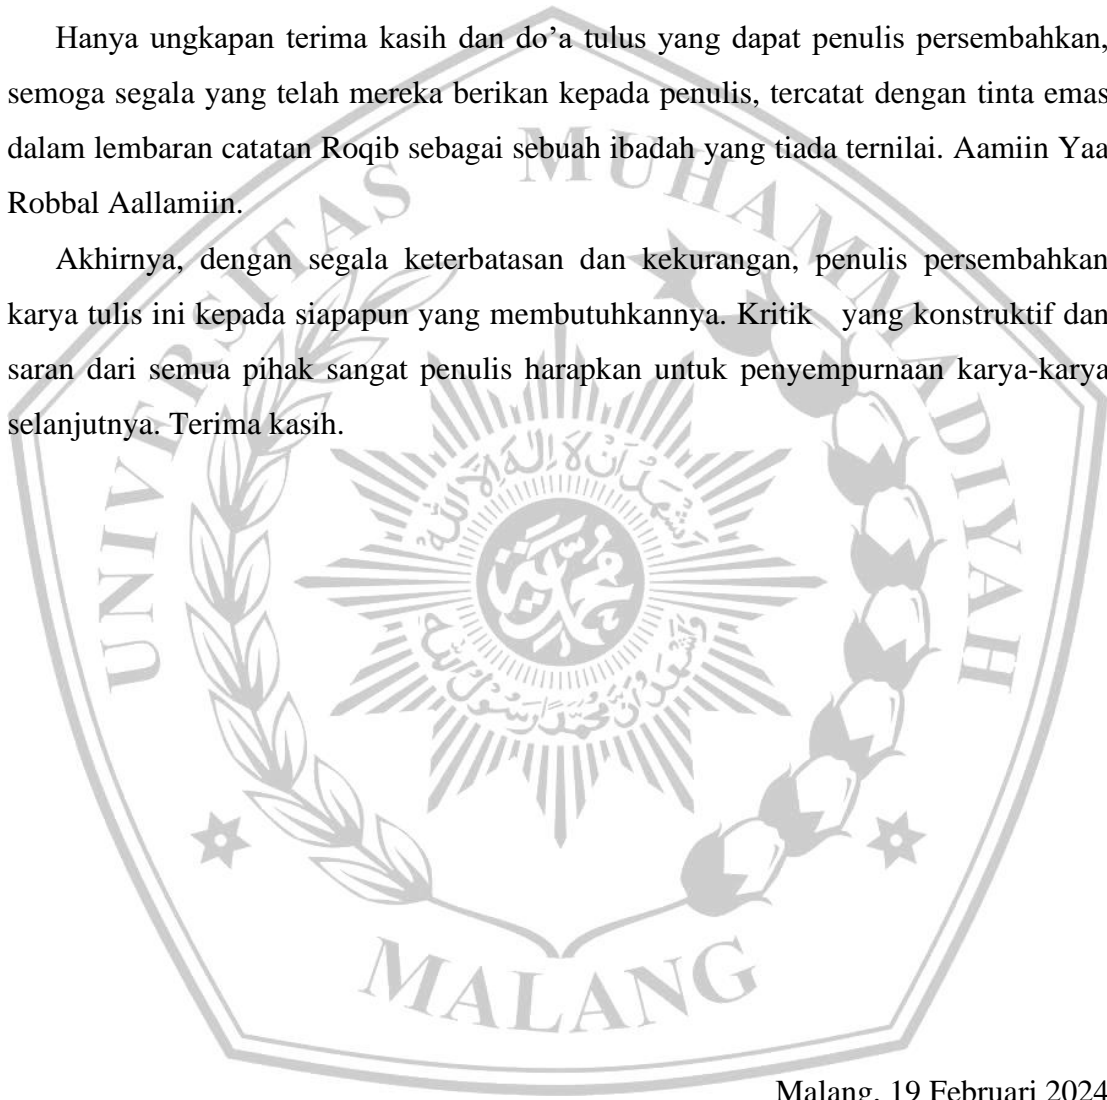 Hanya ungkapan terima kasih dan do’a tulus yang dapat penulis persembahkan,
semoga segala yang telah mereka berikan kepada penulis, tercatat dengan tinta emas
dalam lembaran catatan Roqib sebagai sebuah ibadah yang tiada ternilai. Aamiin Yaa
Robbal Aallamiin.
Akhirnya, dengan segala keterbatasan dan kekurangan, penulis persembahkan
karya tulis ini kepada siapapun yang membutuhkannya. Kritik yang konstruktif dan
saran dari semua pihak sangat penulis harapkan untuk penyempurnaan karya-karya
selanjutnya. Terima kasih.
UNIVERSITAS MUHAMMADIYAH
MALANG
Malang, 19 Februari 2024